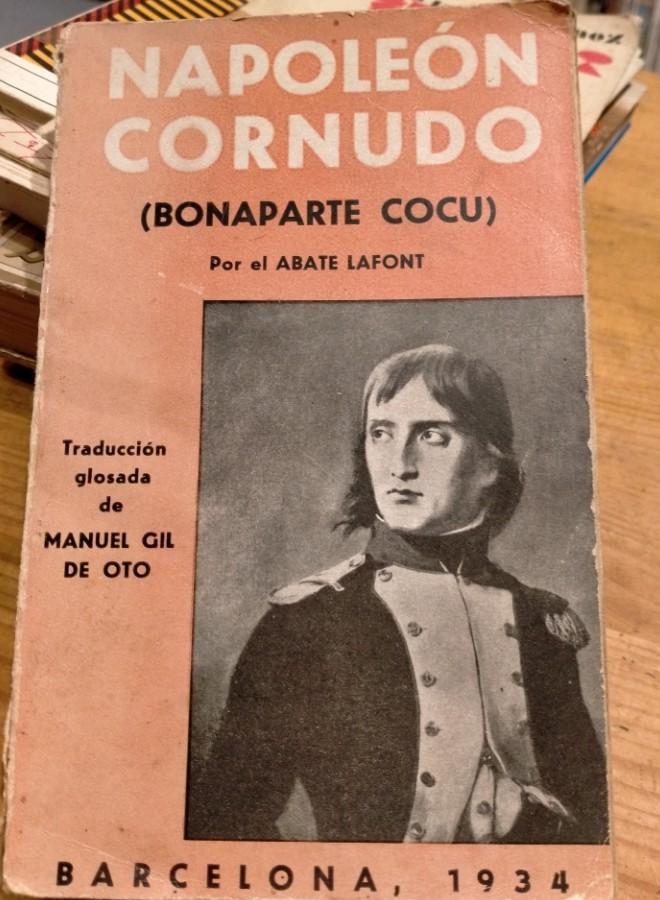 NAPOLEÓN
CORNUDO
(BONAPARTE COCU)
Por el ABATE LAFONT
Traducción
glosada
de
MANUEL GIL
DE OTO
BARCELONA, 1934